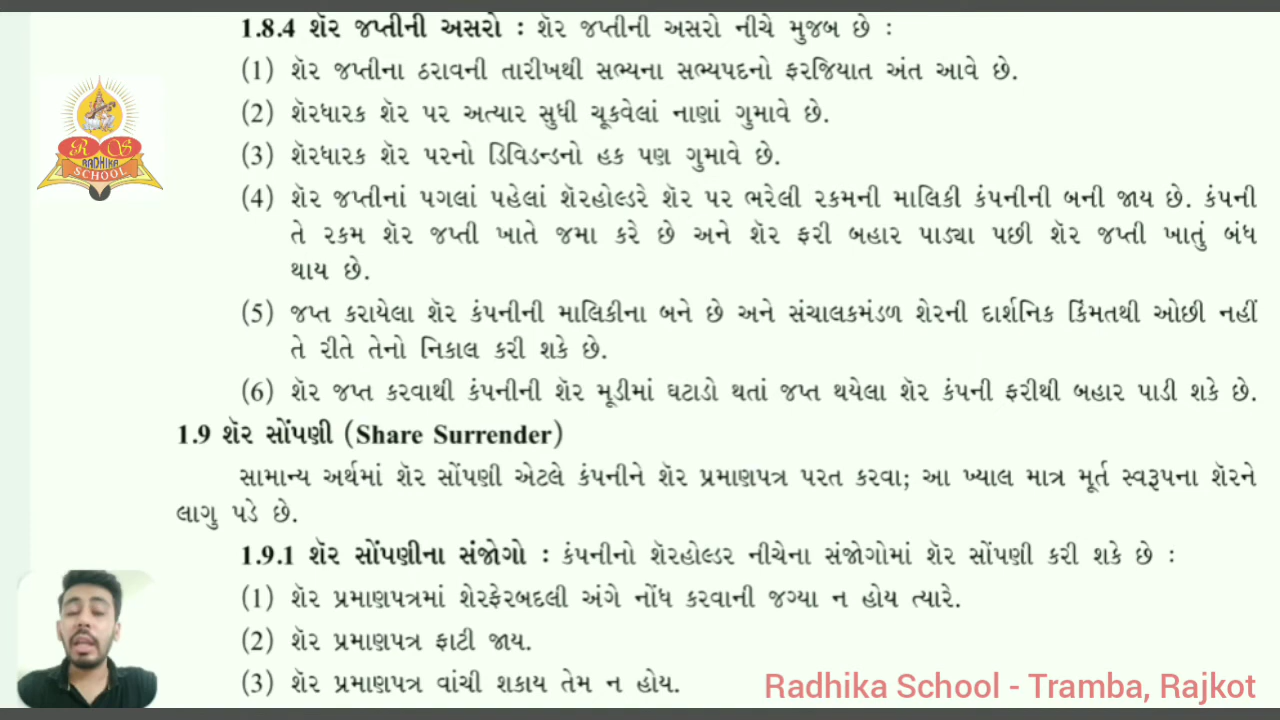 1.8.4 શૅર જપ્તીની અસરો : શૅર જપ્તીની અસરો નીચે મુજબ છે :
(1) શૅર જપ્તીના ઠરાવની તારીખથી સભ્યના સભ્યપદનો ફરજિયાત અંત આવે છે.
(2) શૅરધારક શૅર પર અત્યાર સુધી ચૂકવેલાં નાણાં ગુમાવે છે.
(3) શૅરધારક શૅર પરનો ડિવિડન્ડનો હક પણ ગુમાવે છે.
(4) શૅર જપ્તીનાં પગલાં પહેલાં શૅરહોલ્ડરે શૅર પર ભરેલી રકમની માલિકી કંપનીની બની જાય છે. કંપની
તે રકમ શૅર જપ્તી ખાતે જમા કરે છે અને શૅર ફરી બહાર પાડ્યા પછી શૅર જપ્તી ખાતું બંધ
થાય છે.
(5) જપ્ત કરાયેલા શૅર કંપનીની માલિકીના બને છે અને સંચાલકમંડળ શેરની દાર્શનિક કિંમતથી ઓછી નહીં
તે રીતે તેનો નિકાલ કરી શકે છે.
(6) શૅર જપ્ત કરવાથી કંપનીની શૅર મૂડીમાં ઘટાડો થતાં જપ્ત થયેલા શૅર કંપની ફરીથી બહાર પાડી શકે છે.
1.9 શૅર સોંપણી (Share Surrender)
સામાન્ય અર્થમાં શૅર સોંપણી એટલે કંપનીને શૅર પ્રમાણપત્ર પરત કરવા; આ ખ્યાલ માત્ર મૂર્ત સ્વરૂપના શૅરને
લાગુ પડે છે.
1.9.1 શૅર સોંપણીના સંજોગો : કંપનીનો શૅરહોલ્ડર નીચેના સંજોગોમાં શૅર સોંપણી કરી શકે છે :
(1) શૅર પ્રમાણપત્રમાં શેરફેરબદલી અંગે નોંધ કરવાની જગ્યા ન હોય ત્યારે.
(2) શૅર પ્રમાણપત્ર ફાટી જાય.
(3) શૅર પ્રમાણપત્ર વાંચી શકાય તેમ ન હોય.
R S
RADHIKA
SCHOOL
Radhika School - Tramba, Rajkot